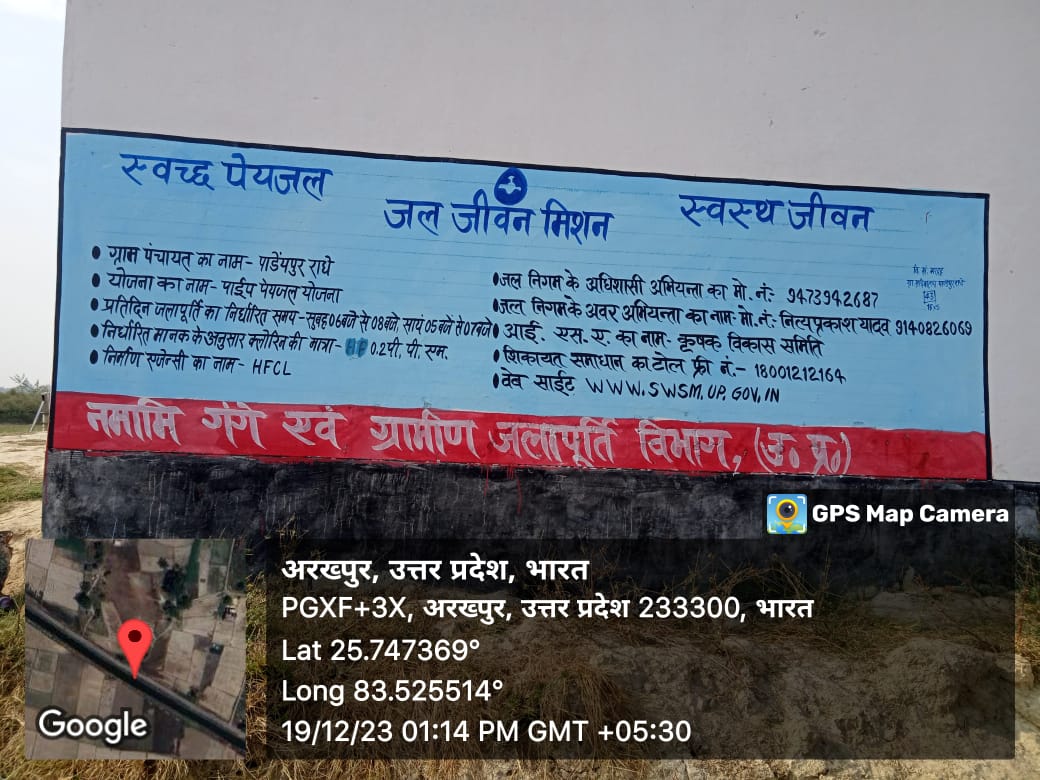 स्वच्छ पेयजल
जल जीवन मिशन
स्वस्थ जीवन
• ग्राम पंचायत का नाम- पाडेंयपुर राधे
• योजना का नाम- पाईप पेयजल योजना
• प्रतिदिन जलापूर्ति का निर्धारित समय-सुबह 06बजे से 08बजे, सायं 05बजे से 07बजे
• निर्धारित मानक के अनुसार क्लोरिन की मात्रा- 0.2पी. पी. एम.
• निर्माण एजेन्सी का नाम- HFCL
• जल निगम के अधिशासी अभियन्ता का मो. नं.: 9473942687
• जल निगम के अवर अभियन्ता का नाम-मो.नं.: नित्यप्रकाश यादव 9140826069
• आई. एस. ए. का नाम- कृषक विकास समिति
• शिकायत समाधान का टोल फ्री नं.- 18001212164
• वेब साईट WWW.SWSM.UP.GOV.IN
नमामि गंगे एवं ग्रामीण जलापूर्ति विभाग, (उ० प्र०)
GPS Map Camera
अरखपुर, उत्तर प्रदेश, भारत
PGXF+3X, अरखपुर, उत्तर प्रदेश 233300, भारत
Lat 25.747369°
Long 83.525514°
19/12/23 01:14 PM GMT +05:30
Google